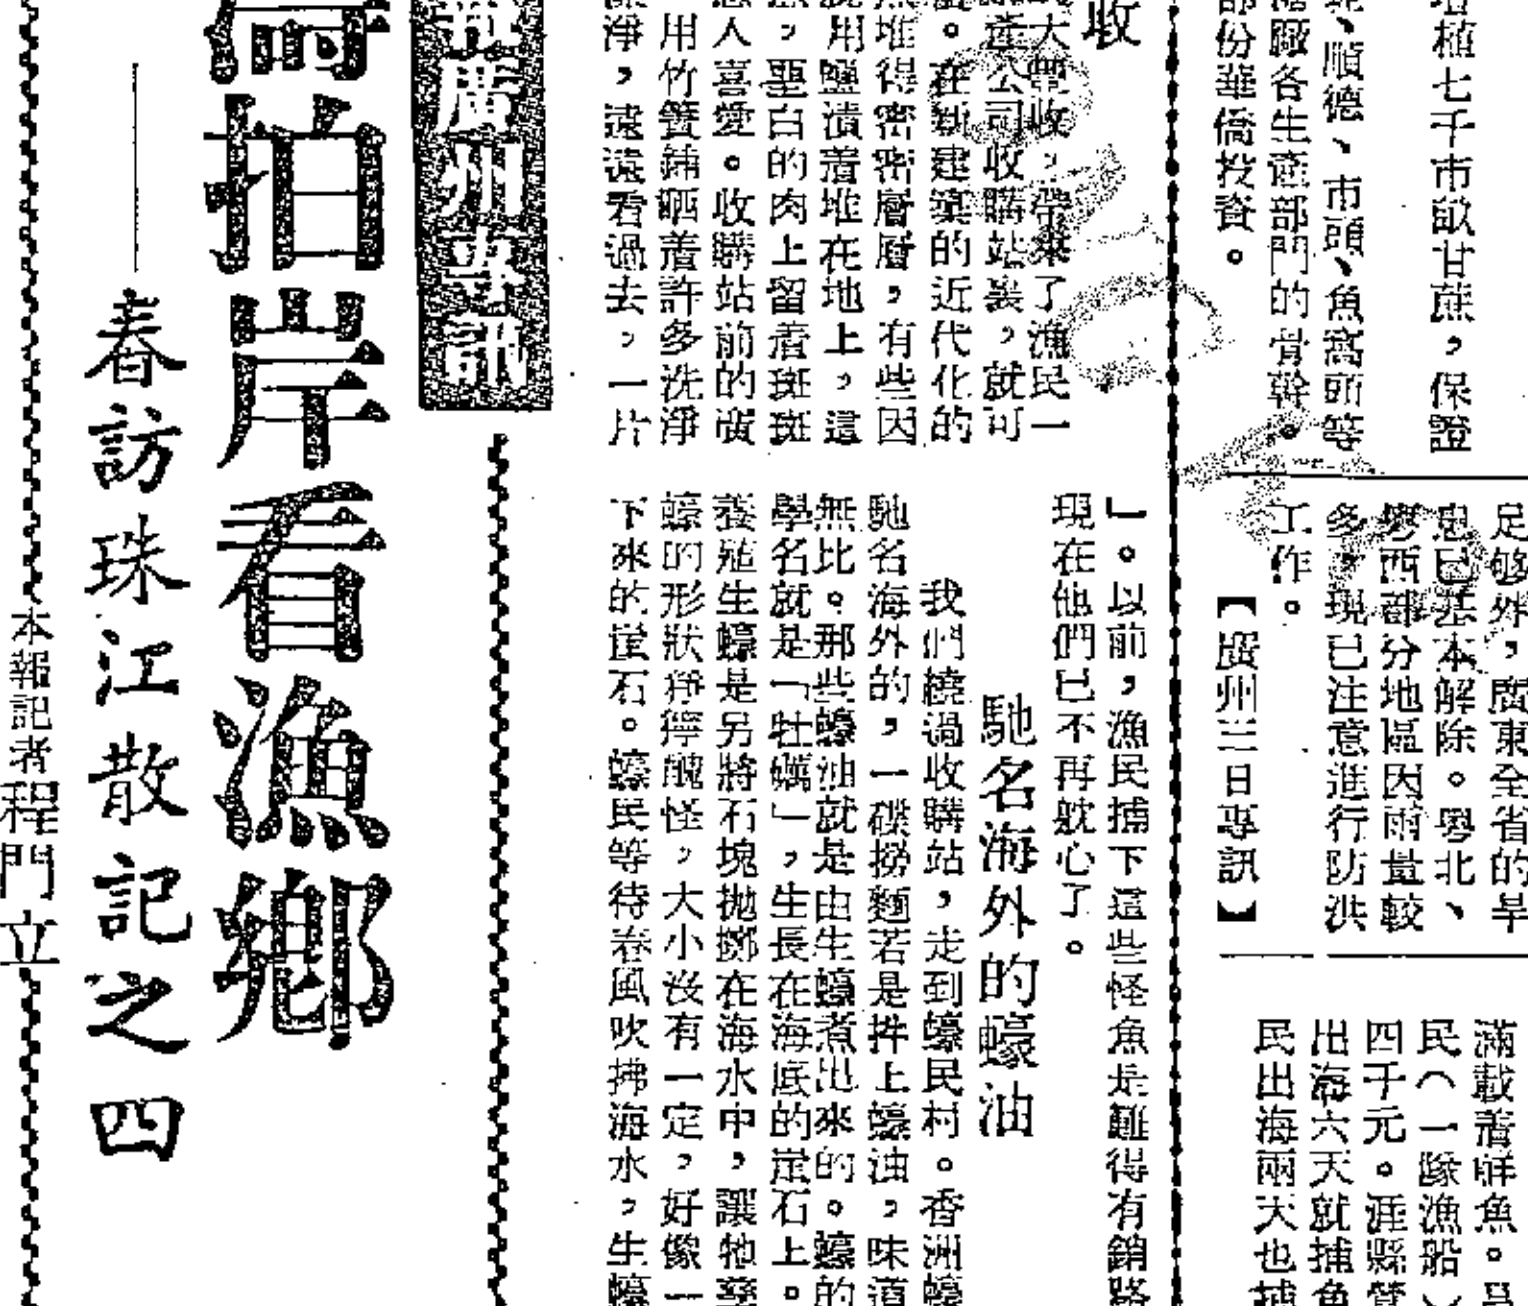 培植七千市畝甘蔗，保證
、順德、市頭、魚窩頭等
各生產部門的骨幹。
部份華僑投資。
足够外，廣東全省的旱
患已基本解除。粵北、
粵西部分地區因雨量較
多，現已注意進行防洪
工作。
【廣州三日專訊】
滿載着鮮魚。
民（一隊漁船）
四千元。涯縣營
出海六天就捕魚
民出海兩天也捕
收
大豐收，帶來了漁民一
產公司收購站裏，就可
。在新建築的近代化的
堆得密密層層，有些因
用鹽漬着堆在地上，這
，堊白的肉上留着斑斑
人喜愛。收購站前的廣
用竹簀鋪晒着許多洗淨
淨，遠遠看過去，一片
」。以前，漁民捕下這些怪魚是難得有銷路
現在他們已不再躭心了。
馳名海外的蠔油
我們繞過收購站，走到蠔民村。香洲蠔
馳名海外的，一碟撈麵若是拌上蠔油，味道
無比。那些蠔油就是由生蠔煮出來的。蠔的
學名就是「牡蠣」，生長在海底的崖石上。
養殖生蠔是另將石塊拋擲在海水中，讓牠孳
蠔的形狀猙獰醜怪，大小沒有一定，好像一
下來的崖石。蠔民等待春風吹拂海水，生蠔
廣州專訊
拍岸看漁鄉
——春訪珠江散記之四
本報記者程門立